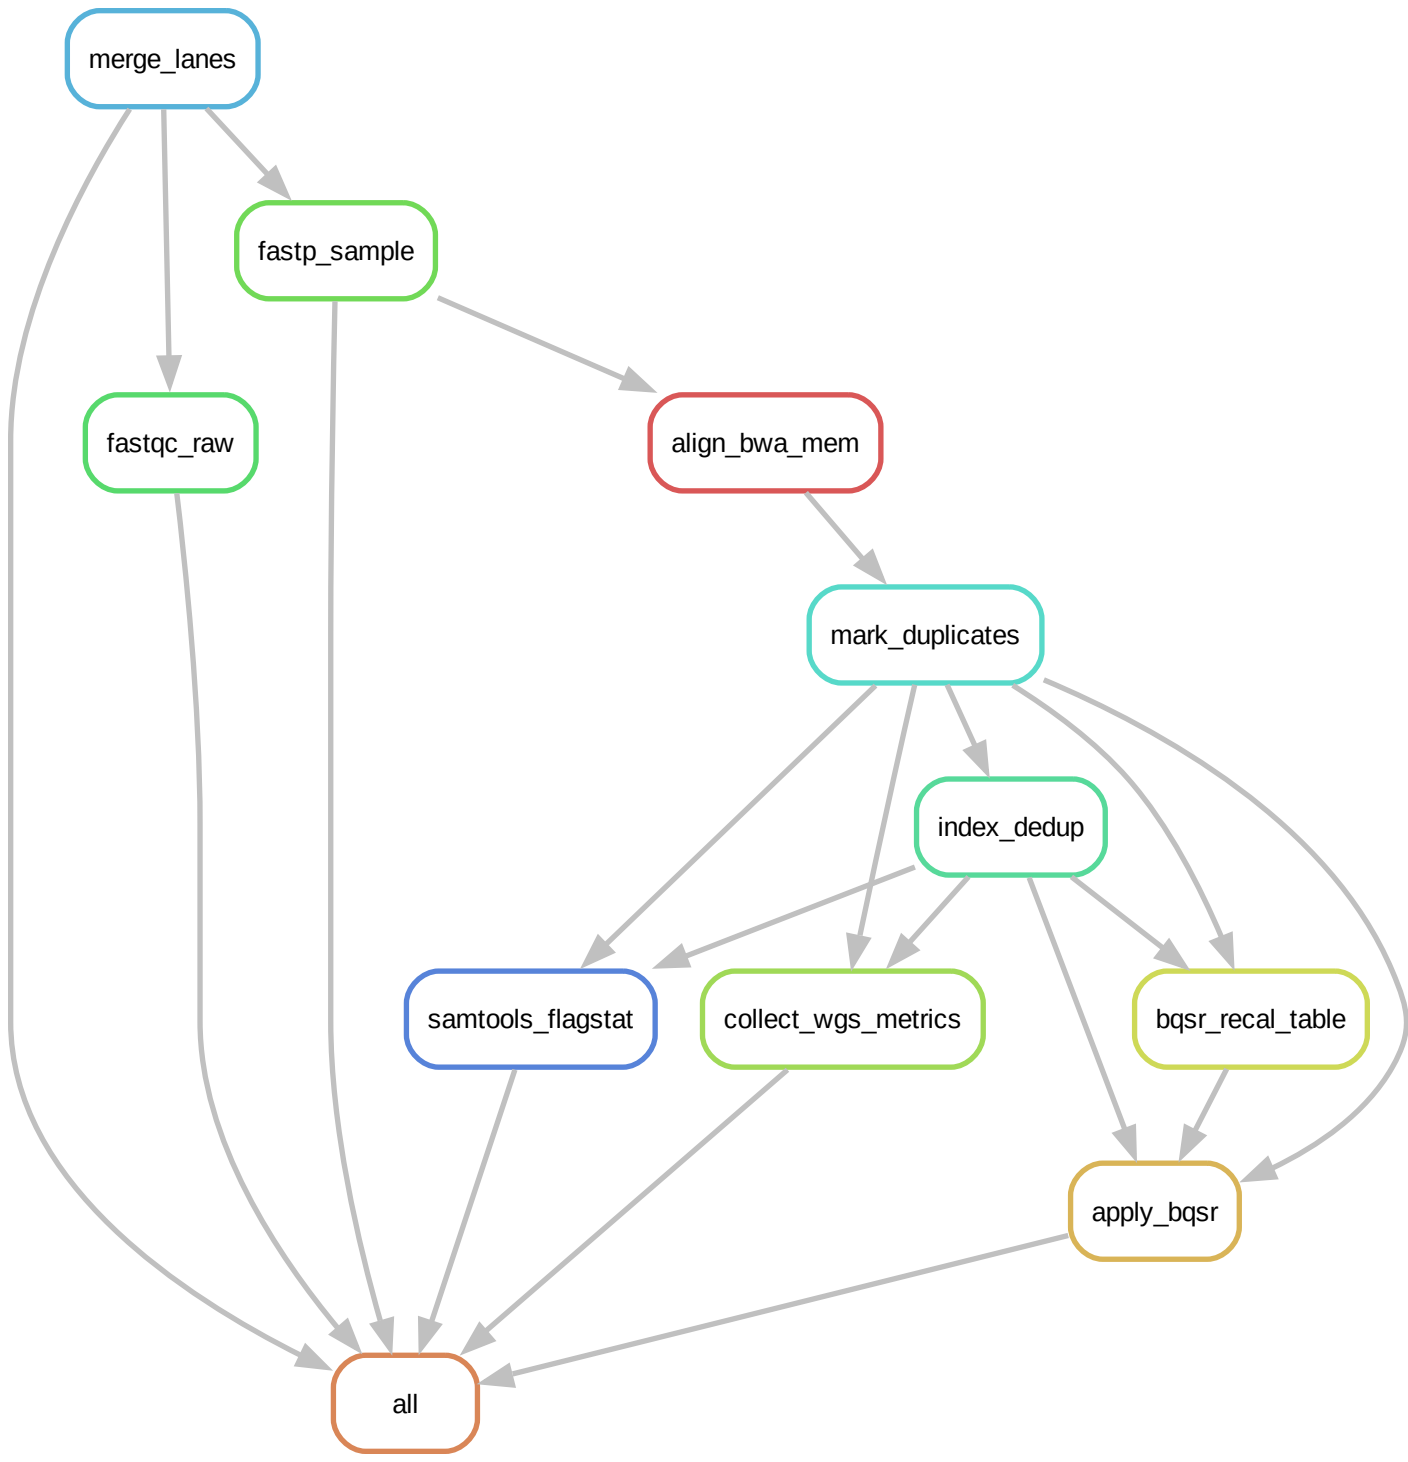 merge_lanes
fastp_sample
fastqc_raw
align_bwa_mem
mark_duplicates
index_dedup
samtools_flagstat
collect_wgs_metrics
bqsr_recal_table
apply_bqsr
all